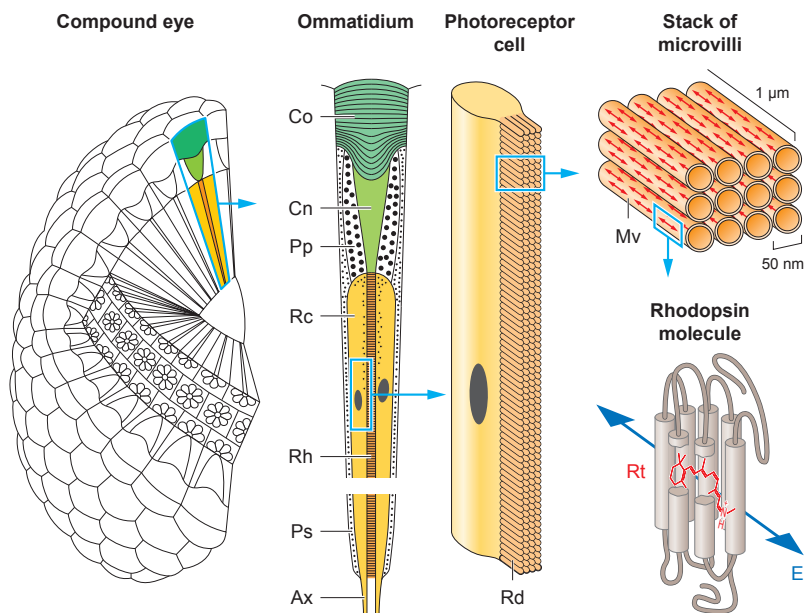 Compound eye
Ommatidium
Photoreceptor
cell
Stack of
microvilli
Co
Cn
Pp
Rc
Rh
Ps
Ax
Rd
1 µm
Mv
50 nm
Rhodopsin
molecule
Rt
N
H
E